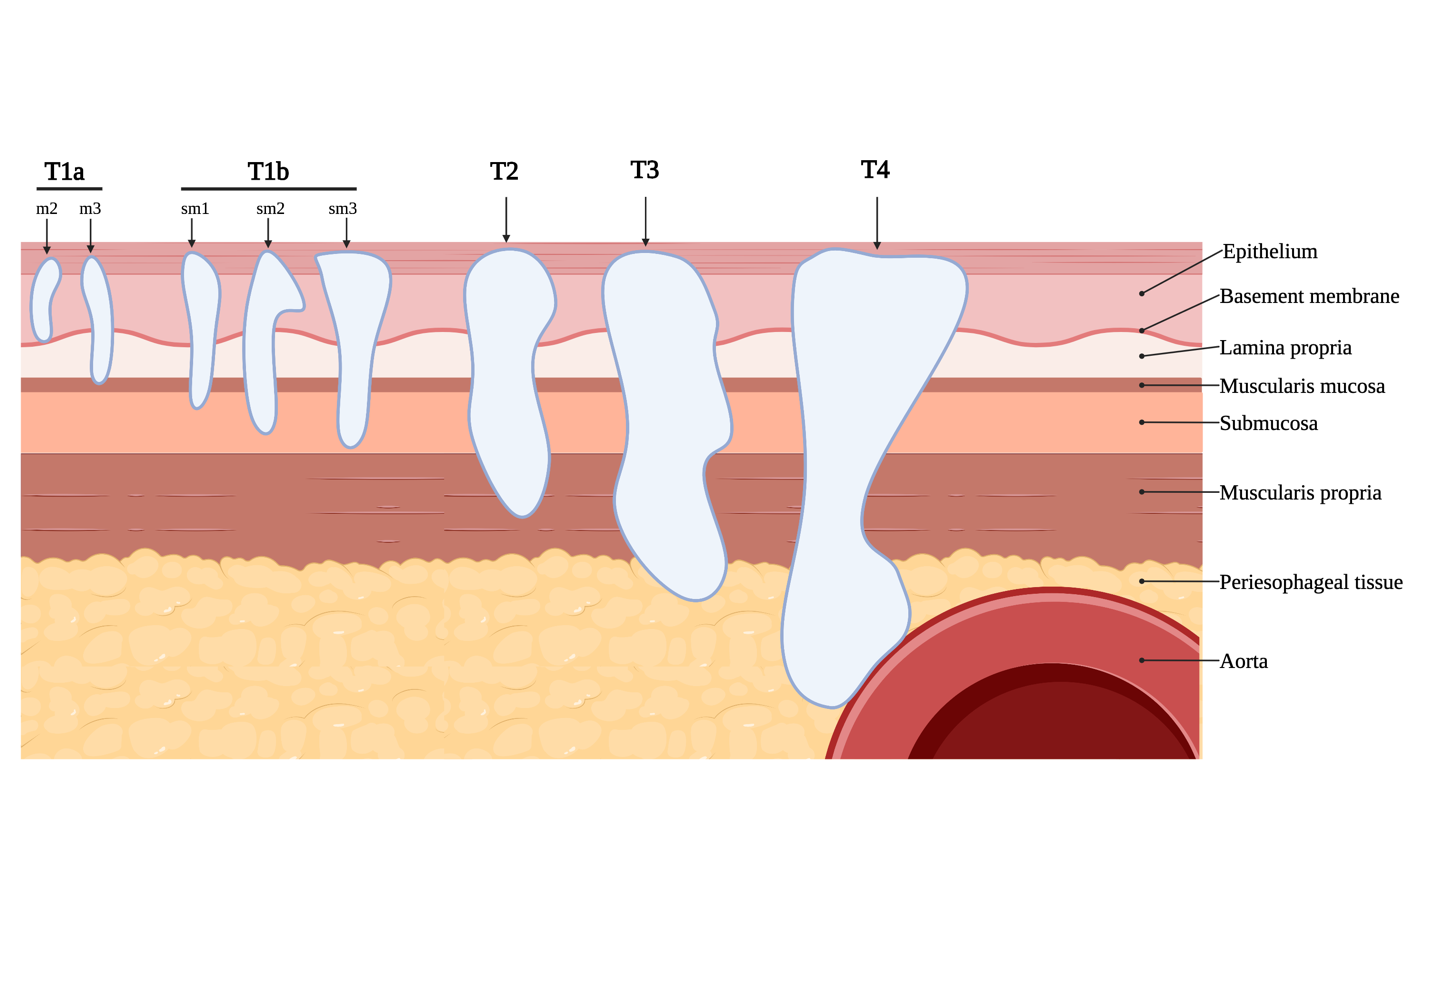 T1a
T1b
T2
T3
T4
m2
m3
sm1
sm2
sm3
Epithelium
Basement membrane
Lamina propria
Muscularis mucosa
Submucosa
Muscularis propria
Periesophageal tissue
Aorta